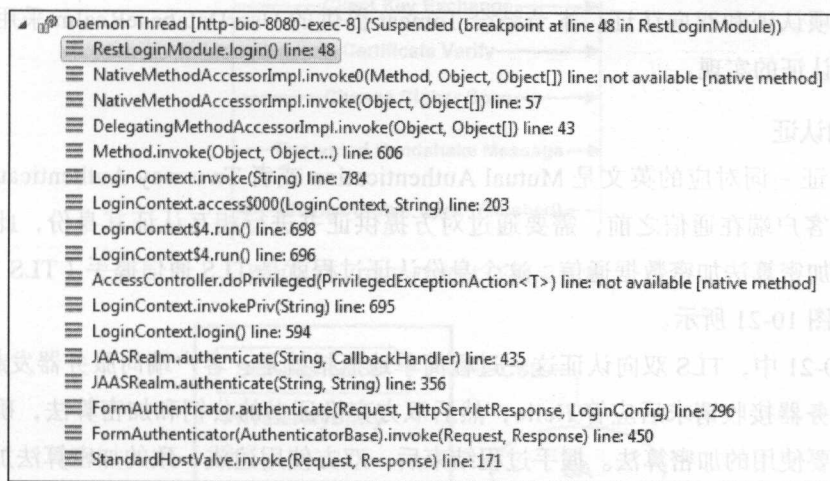 Daemon Thread [http-bio-8080-exec-8] (Suspended (breakpoint at line 48 in RestLoginModule))
RestLoginModule.login() line: 48
NativeMethodAccessorImpl.invoke0(Method, Object, Object[]) line: not available [native method]
NativeMethodAccessorImpl.invoke(Object, Object[]) line: 57
DelegatingMethodAccessorImpl.invoke(Object, Object[]) line: 43
Method.invoke(Object, Object...) line: 606
LoginContext.invoke(String) line: 784
LoginContext.access$000(LoginContext, String) line: 203
LoginContext$4.run() line: 698
LoginContext$4.run() line: 696
AccessController.doPrivileged(PrivilegedExceptionAction<T>) line: not available [native method]
LoginContext.invokePriv(String) line: 695
LoginContext.login() line: 594
JAASRealm.authenticate(String, CallbackHandler) line: 435
JAASRealm.authenticate(String, String) line: 356
FormAuthenticator.authenticate(Request, HttpServletResponse, LoginConfig) line: 296
FormAuthenticator(AuthenticatorBase).invoke(Request, Response) line: 450
StandardHostValve.invoke(Request, Response) line: 171